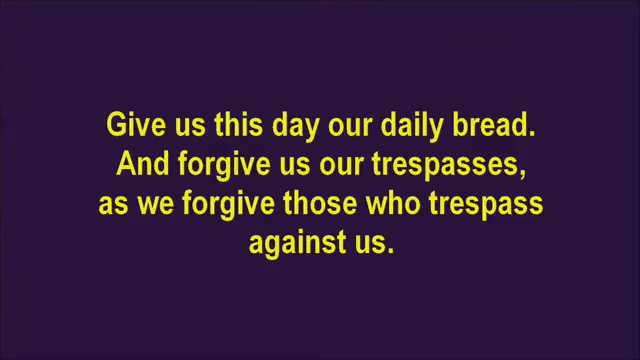 Give us this day our daily bread.
And forgive us our trespasses,
as we forgive those who trespass
against us.